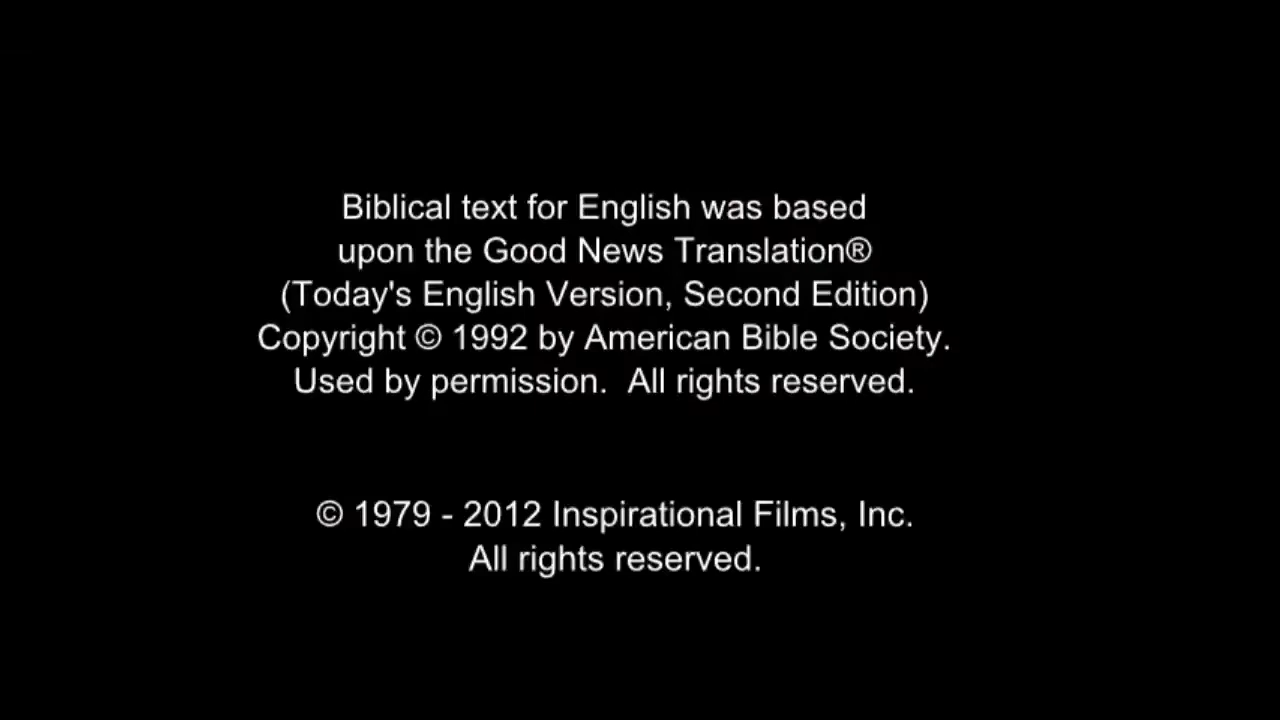 Biblical text for English was based
upon the Good News Translation®
(Today's English Version, Second Edition)
Copyright © 1992 by American Bible Society.
Used by permission.  All rights reserved.
© 1979 - 2012 Inspirational Films, Inc.
All rights reserved.